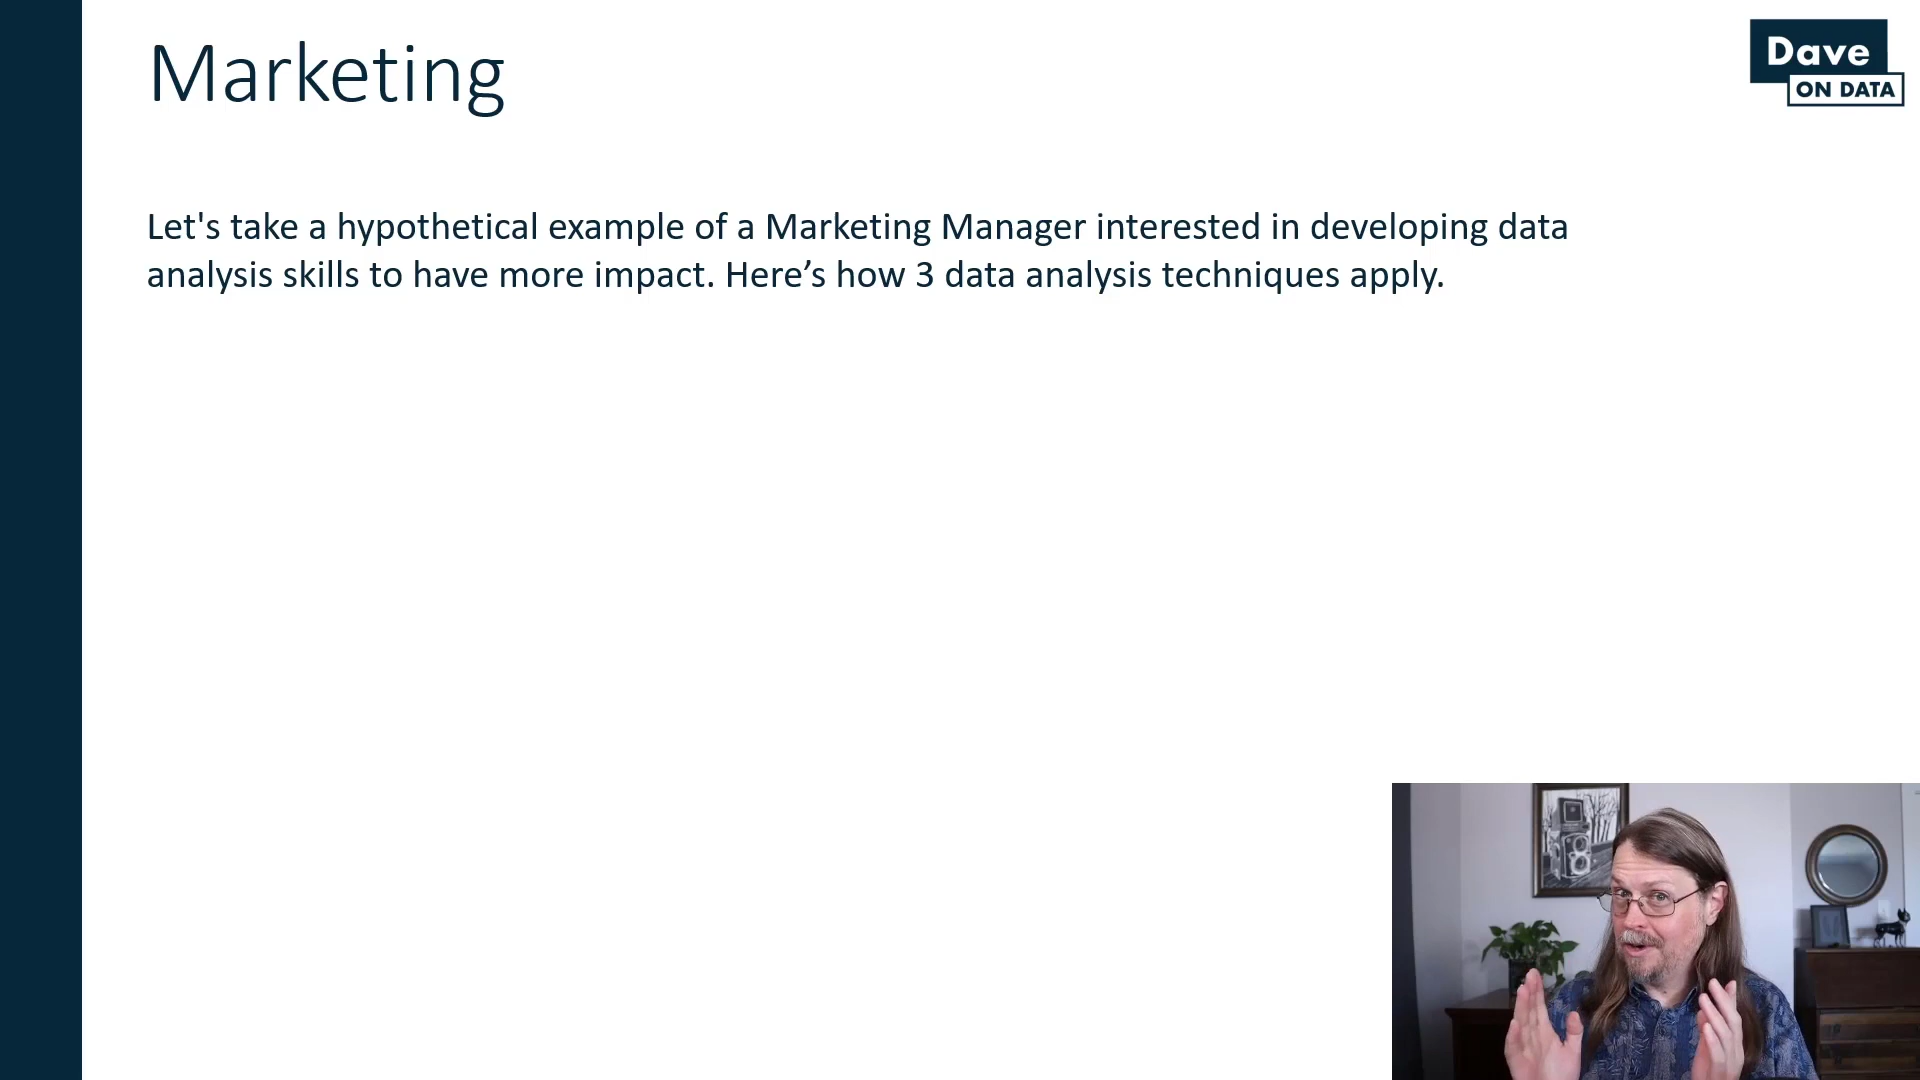 Marketing
Dave
ON DATA
Let's take a hypothetical example of a Marketing Manager interested in developing data
analysis skills to have more impact. Here’s how 3 data analysis techniques apply.